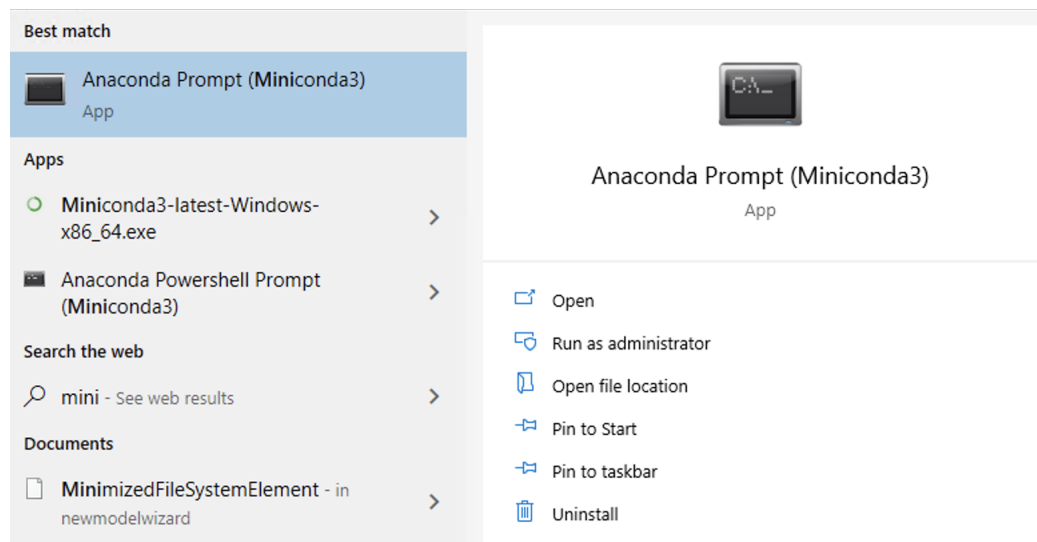 Best match
Anaconda Prompt (Miniconda3)
App
Apps
Miniconda3-latest-Windows-
x86_64.exe
Anaconda Powershell Prompt
(Miniconda3)
Search the web
mini - See web results
Documents
MinimizedFileSystemElement - in
newmodelwizard
C:\_
Anaconda Prompt (Miniconda3)
App
Open
Run as administrator
Open file location
Pin to Start
Pin to taskbar
Uninstall